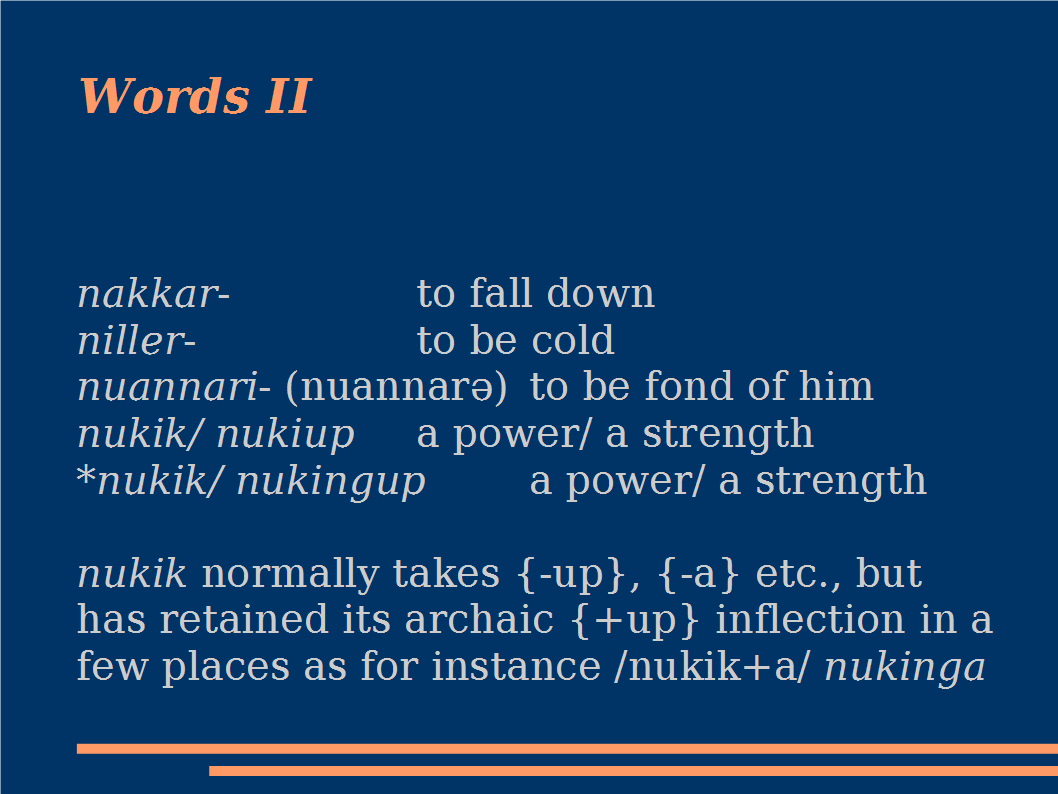 Words II
nakkar- to fall down
niller- to be cold
nuannari- (nuannarə) to be fond of him
nukik/ nukiup a power/ a strength
*nukik/ nukingup a power/ a strength
nukik normally takes {-up}, {-a} etc., but
has retained its archaic {+up} inflection in a
few places as for instance /nukik+a/ nukinga